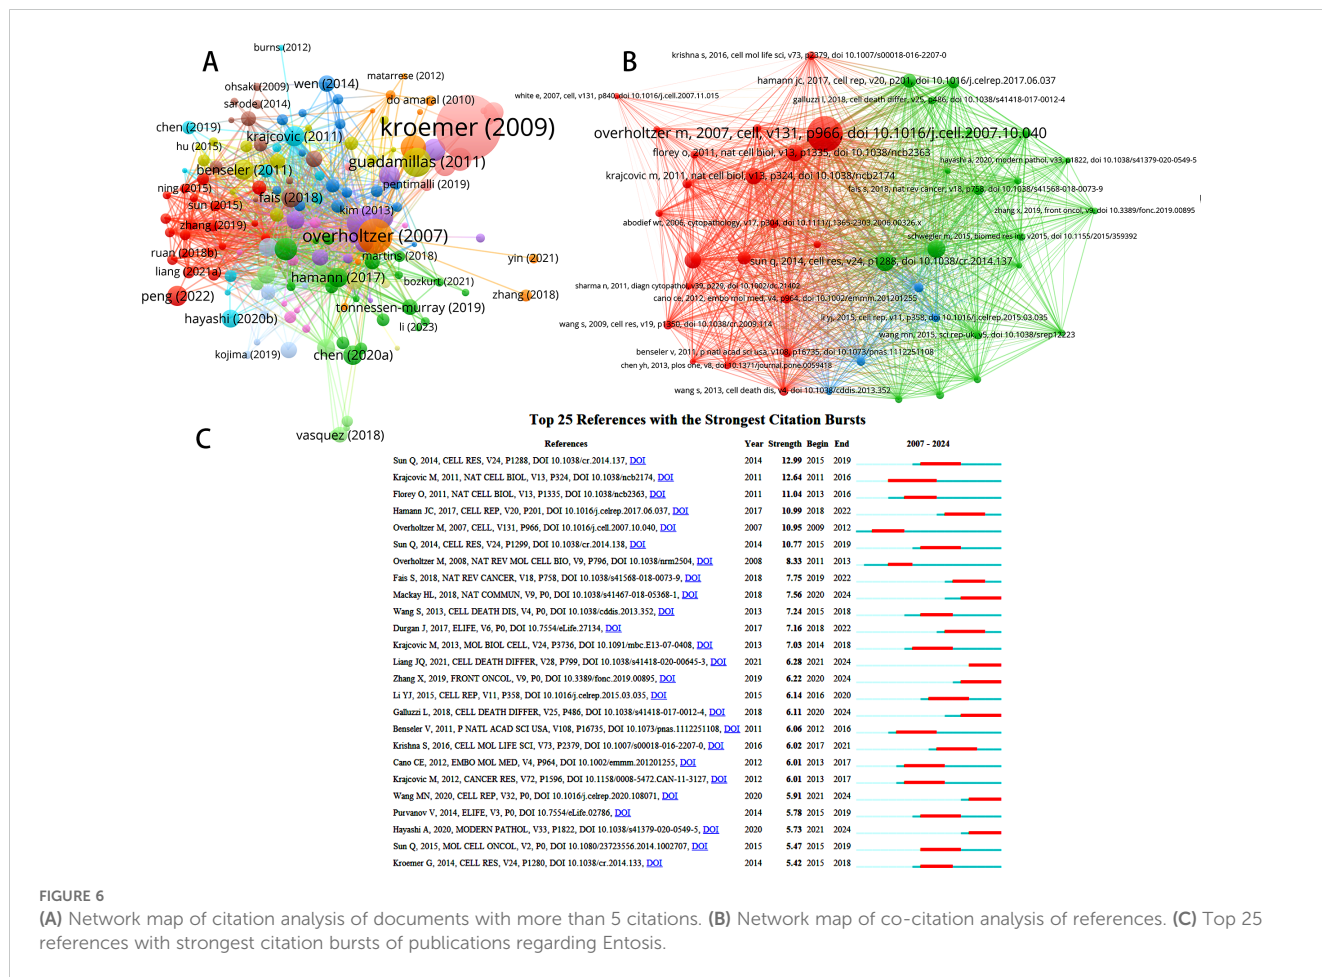 A
burns (2012)
ohsaki (2009)
wen (2014)
matarrese (2012)
sarode (2014)
do amaral (2010)
chen (2019)
krajcovic (2011)
kroemer (2009)
hu (2015)
benseler (2011)
guadamillas (2011)
ning (2015)
fais (2018)
pentimalli (2019)
sun (2015)
kim (2013)
zhang (2019)
overholtzer (2007)
ruan (2018b)
martins (2018)
yin (2021)
liang (2021a)
hamann (2017)
bozkurt (2021)
peng (2022)
zhang (2018)
tonnessen-murray (2019)
hayashi (2020b)
li (2023)
kojima (2019)
chen (2020a)
vasquez (2018)
B
krishna s, 2016, cell mol life sci, v73, p2379, doi 10.1007/s00018-016-2207-0
hamann jc, 2017, cell rep, v20, p201, doi 10.1016/j.celrep.2017.06.037
white e, 2007, cell, v131, p840, doi 10.1016/j.cell.2007.11.015
galluzzi l, 2018, cell death differ, v25, p486, doi 10.1038/s41418-017-0012-4
overholtzer m, 2007, cell, v131, p966, doi 10.1016/j.cell.2007.10.040
florey o, 2011, nat cell biol, v13, p1335, doi 10.1038/ncb2363
hayashi a, 2020, modern pathol, v33, p1822, doi 10.1038/s41379-020-0549-5
krajcovic m, 2011, nat cell biol, v13, p324, doi 10.1038/ncb2174
fais s, 2018, nat rev cancer, v18, p758, doi 10.1038/s41568-018-0073-9
zhang x, 2019, front oncol, v9, doi 10.3389/fonc.2019.00895
abodief wt, 2006, cytopathology, v17, p304, doi 10.1111/j.1365-2303.2006.00326.x
schwegler m, 2015, biomed res int, v2015, doi 10.1155/2015/359392
sun q, 2014, cell res, v24, p1288, doi 10.1038/cr.2014.137
sharma n, 2011, diagn cytopathol, v39, p229, doi 10.1002/dc.21402
cano ce, 2012, embo mol med, v4, p964, doi 10.1002/emmm.201201255
li yj, 2015, cell rep, v11, p358, doi 10.1016/j.celrep.2015.03.035
wang s, 2009, cell res, v19, p1350, doi 10.1038/cr.2009.114
wang mn, 2015, sci rep-uk, v5, doi 10.1038/srep12223
benseler v, 2011, p natl acad sci usa, v108, p16735, doi 10.1073/pnas.1112251108
chen yh, 2013, plos one, v8, doi 10.1371/journal.pone.0059418
wang s, 2013, cell death dis, v4, doi 10.1038/cddis.2013.352
C
Top 25 References with the Strongest Citation Bursts
References Year Strength Begin End 2007 - 2024
Sun Q, 2014, CELL RES, V24, P1288, DOI 10.1038/cr.2014.137, DOI 2014 12.99 2015 2019
Krajcovic M, 2011, NAT CELL BIOL, V13, P324, DOI 10.1038/ncb2174, DOI 2011 12.64 2011 2016
Florey O, 2011, NAT CELL BIOL, V13, P1335, DOI 10.1038/ncb2363, DOI 2011 11.04 2013 2016
Hamann JC, 2017, CELL REP, V20, P201, DOI 10.1016/j.celrep.2017.06.037, DOI 2017 10.99 2018 2022
Overholtzer M, 2007, CELL, V131, P966, DOI 10.1016/j.cell.2007.10.040, DOI 2007 10.95 2009 2012
Sun Q, 2014, CELL RES, V24, P1299, DOI 10.1038/cr.2014.138, DOI 2014 10.77 2015 2019
Overholtzer M, 2008, NAT REV MOL CELL BIO, V9, P796, DOI 10.1038/nrm2504, DOI 2008 8.33 2011 2013
Fais S, 2018, NAT REV CANCER, V18, P758, DOI 10.1038/s41568-018-0073-9, DOI 2018 7.75 2019 2022
Mackay HL, 2018, NAT COMMUN, V9, P0, DOI 10.1038/s41467-018-05368-1, DOI 2018 7.56 2020 2024
Wang S, 2013, CELL DEATH DIS, V4, P0, DOI 10.1038/cddis.2013.352, DOI 2013 7.24 2015 2018
Durgan J, 2017, ELIFE, V6, P0, DOI 10.7554/eLife.27134, DOI 2017 7.16 2018 2022
Krajcovic M, 2013, MOL BIOL CELL, V24, P3736, DOI 10.1091/mbc.E13-07-0408, DOI 2013 7.03 2014 2018
Liang JQ, 2021, CELL DEATH DIFFER, V28, P799, DOI 10.1038/s41418-020-00645-3, DOI 2021 6.28 2021 2024
Zhang X, 2019, FRONT ONCOL, V9, P0, DOI 10.3389/fonc.2019.00895, DOI 2019 6.22 2020 2024
Li YJ, 2015, CELL REP, V11, P358, DOI 10.1016/j.celrep.2015.03.035, DOI 2015 6.14 2016 2020
Galluzzi L, 2018, CELL DEATH DIFFER, V25, P486, DOI 10.1038/s41418-017-0012-4, DOI 2018 6.11 2020 2024
Benseler V, 2011, P NATL ACAD SCI USA, V108, P16735, DOI 10.1073/pnas.1112251108, DOI 2011 6.06 2012 2016
Krishna S, 2016, CELL MOL LIFE SCI, V73, P2379, DOI 10.1007/s00018-016-2207-0, DOI 2016 6.02 2017 2021
Cano CE, 2012, EMBO MOL MED, V4, P964, DOI 10.1002/emmm.201201255, DOI 2012 6.01 2013 2017
Krajcovic M, 2012, CANCER RES, V72, P1596, DOI 10.1158/0008-5472.CAN-11-3127, DOI 2012 6.01 2013 2017
Wang MN, 2020, CELL REP, V32, P0, DOI 10.1016/j.celrep.2020.108071, DOI 2020 5.91 2021 2024
Purvanov V, 2014, ELIFE, V3, P0, DOI 10.7554/eLife.02786, DOI 2014 5.78 2015 2019
Hayashi A, 2020, MODERN PATHOL, V33, P1822, DOI 10.1038/s41379-020-0549-5, DOI 2020 5.73 2021 2024
Sun Q, 2015, MOL CELL ONCOL, V2, P0, DOI 10.1080/23723556.2014.1002707, DOI 2015 5.47 2015 2019
Kroemer G, 2014, CELL RES, V24, P1280, DOI 10.1038/cr.2014.133, DOI 2014 5.42 2015 2018
FIGURE 6
(A) Network map of citation analysis of documents with more than 5 citations. (B) Network map of co-citation analysis of references. (C) Top 25
references with strongest citation bursts of publications regarding Entosis.